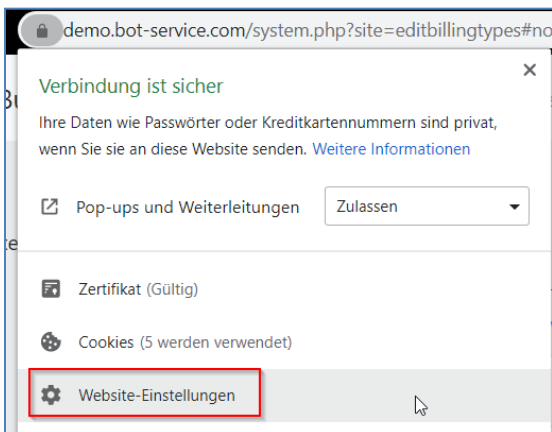 demo.bot-service.com/system.php?site=editbillingtypes#no
Verbindung ist sicher
Ihre Daten wie Passwörter oder Kreditkartennummern sind privat,
wenn Sie sie an diese Website senden. Weitere Informationen
Pop-ups und Weiterleitungen Zulassen
Zertifikat (Gültig)
Cookies (5 werden verwendet)
Website-Einstellungen